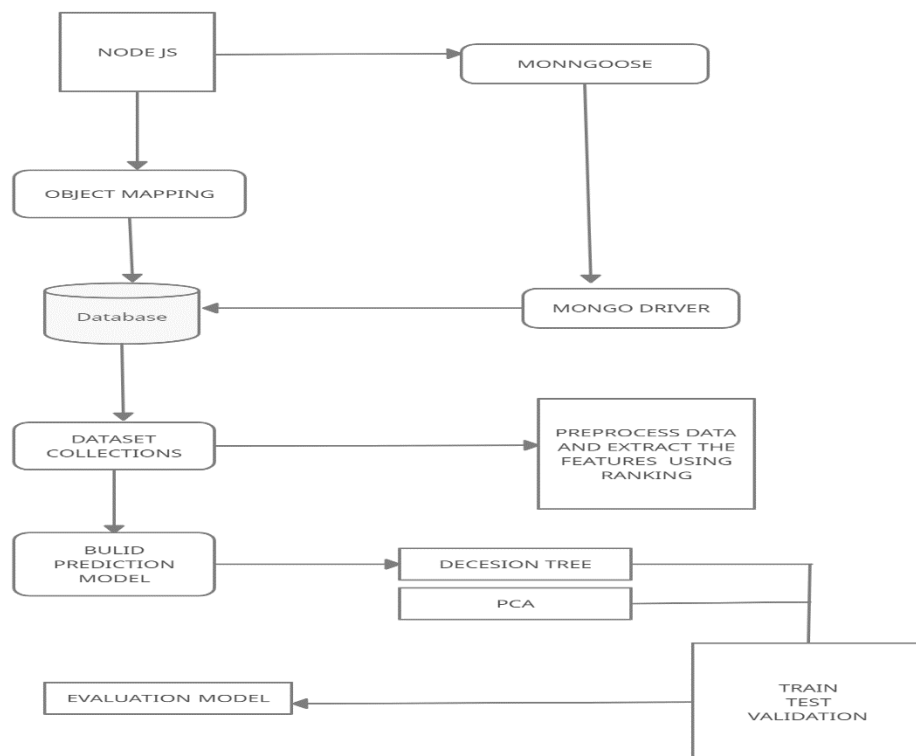 NODE JS
MONNGOOSE
OBJECT MAPPING
Database
MONGO DRIVER
DATASET
COLLECTIONS
PREPROCESS DATA
AND EXTRACT THE
FEATURES USING
RANKING
BULID
PREDICTION
MODEL
DECESION TREE
PCA
EVALUATION MODEL
TRAIN
TEST
VALIDATION